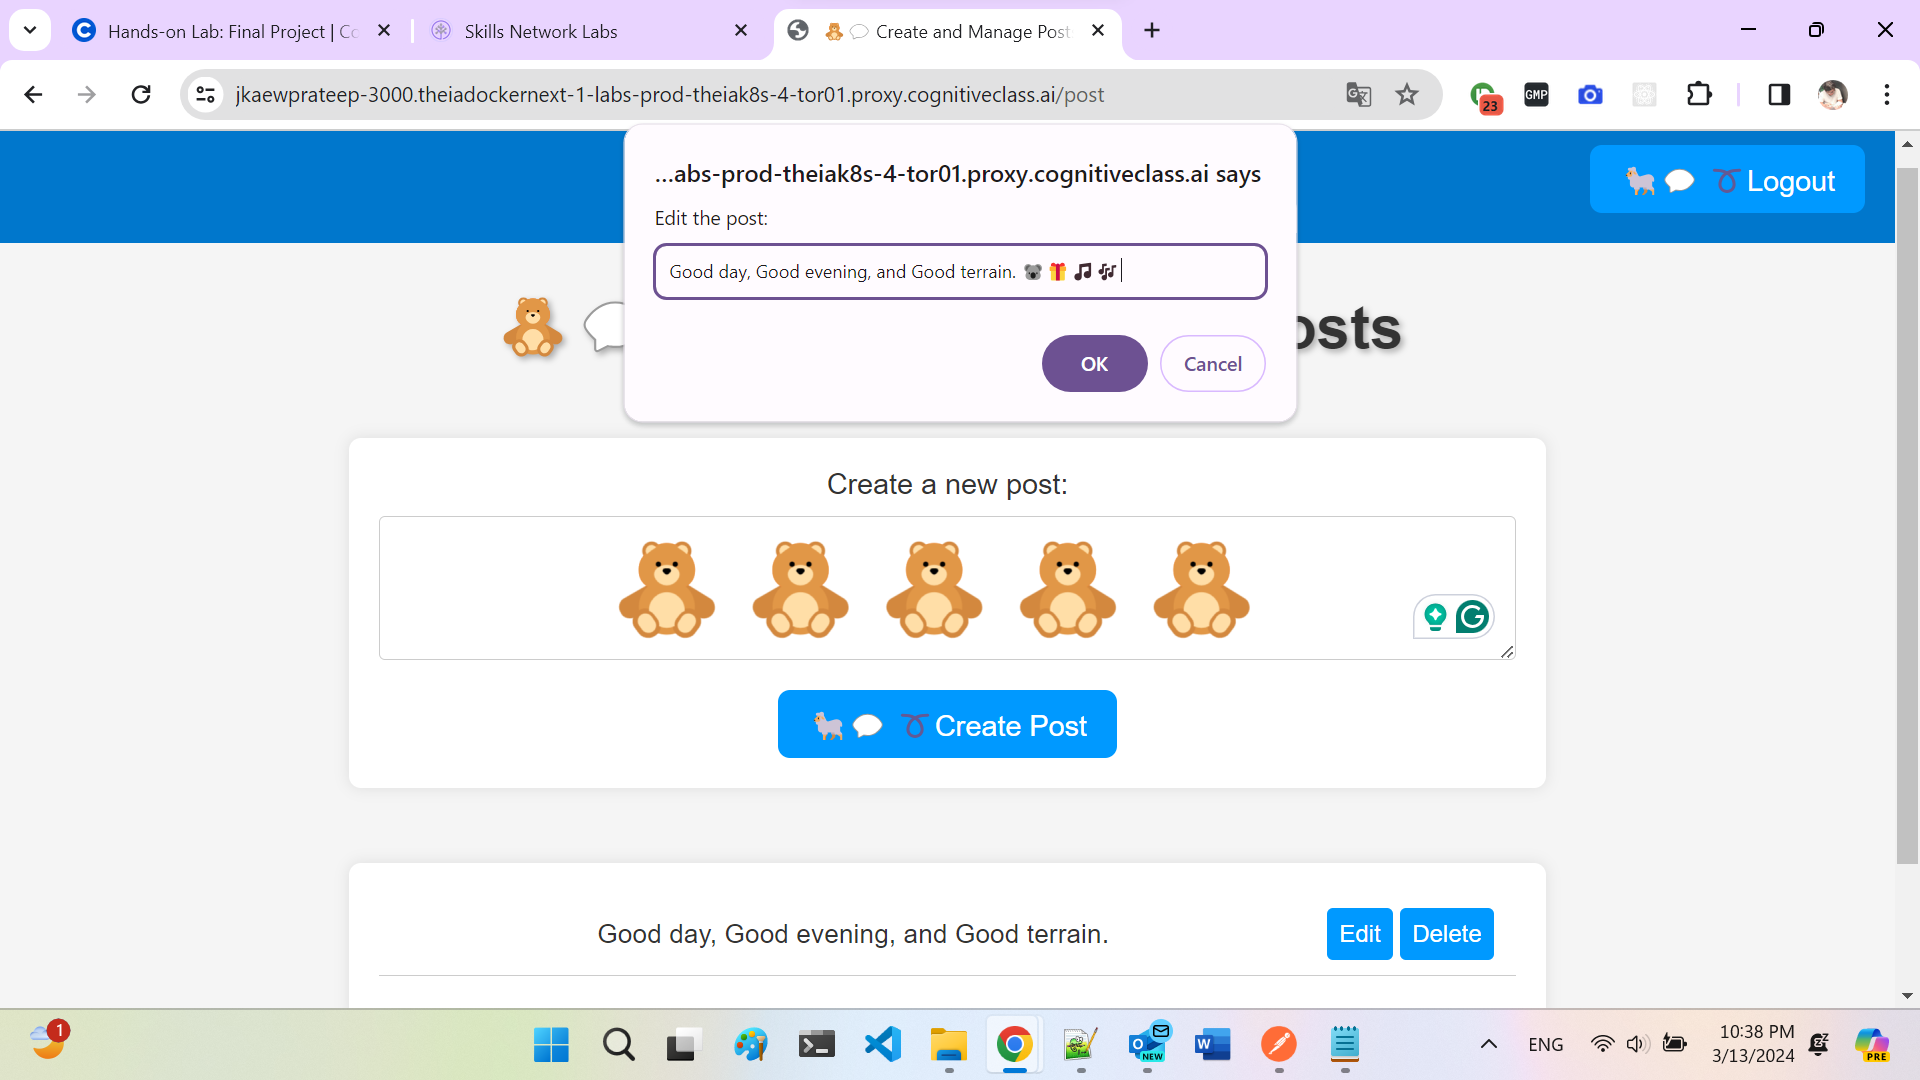 Hands-on Lab: Final Project | Co
Skills Network Labs
🧸💬 Create and Manage Post
jkaewprateep-3000.theiadockernext-1-labs-prod-theiak8s-4-tor01.proxy.cognitiveclass.ai/post
23
GMP
...abs-prod-theiak8s-4-tor01.proxy.cognitiveclass.ai says
Edit the post:
Good day, Good evening, and Good terrain. 🐨🎁🎵🎶
OK
Cancel
🦙💬 ➰Logout
🧸💬
osts
Create a new post:
🧸🧸🧸🧸🧸
🦙💬 ➰Create Post
Good day, Good evening, and Good terrain.
Edit
Delete
1
NEW
ENG
10:38 PM
3/13/2024
PRE